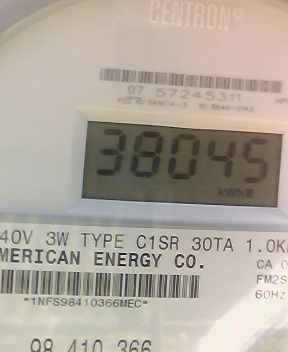 CENTRON®
07 57245311
38045
kWh
40V 3W TYPE C1SR 30TA 1.0K
MERICAN ENERGY CO.
CA 0
FM2S
60Hz
*1NFS98410366MEC*
98 410 366